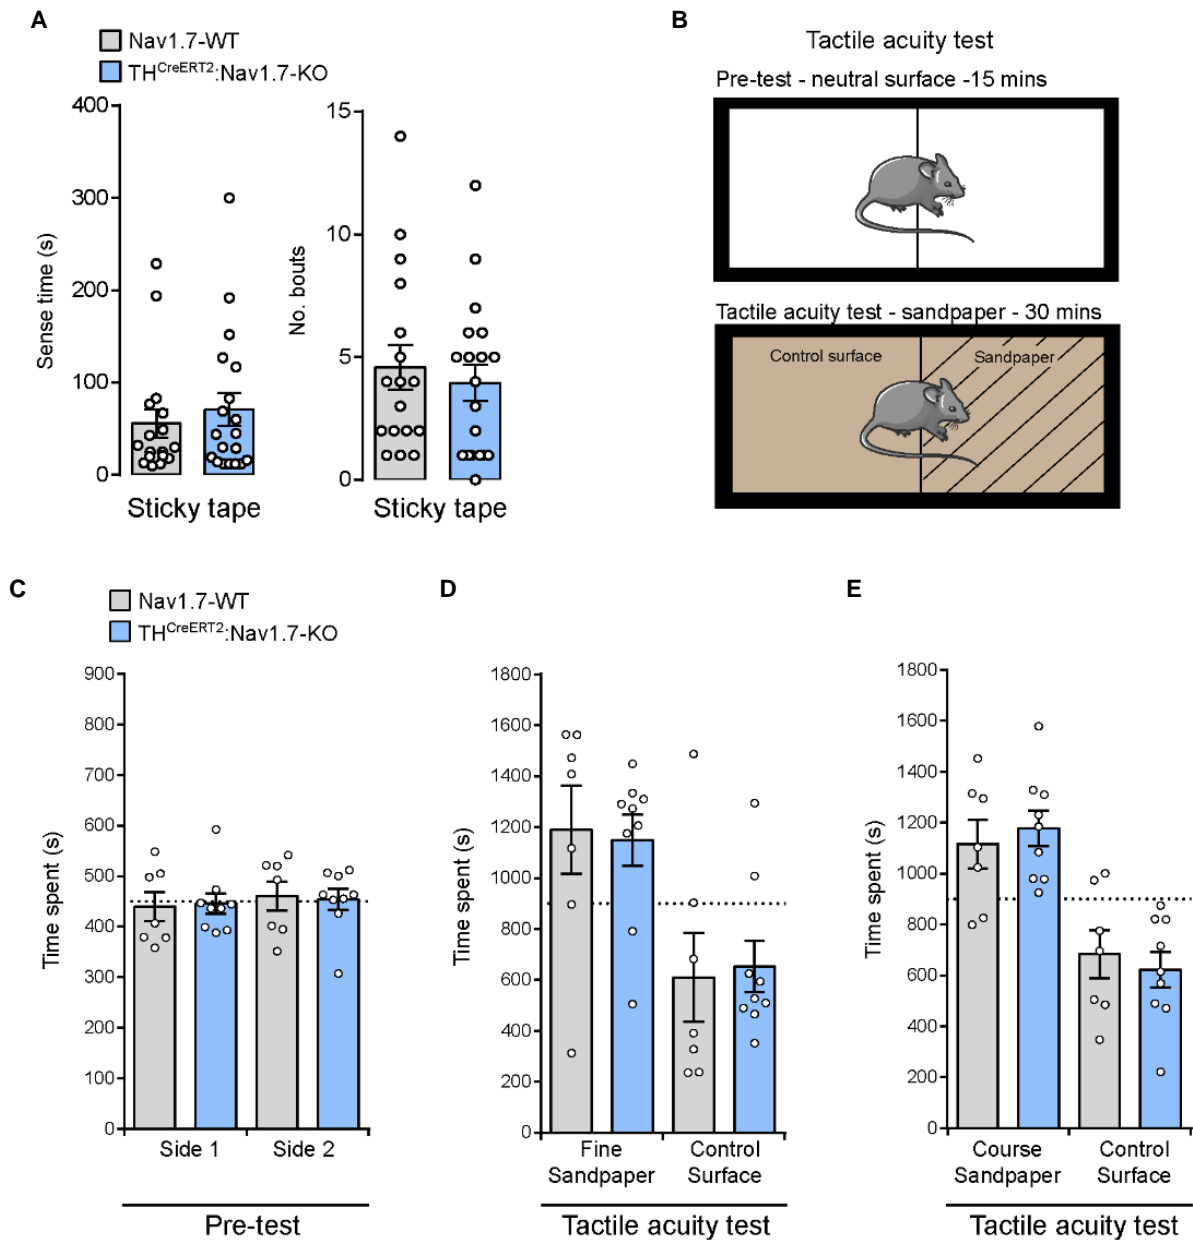 A
Nav1.7-WT
TH^CreERT2:Nav1.7-KO
400
300
200
100
0
Sense time (s)
Sticky tape
15
10
5
0
No. bouts
Sticky tape
B
Tactile acuity test
Pre-test - neutral surface -15 mins
Tactile acuity test - sandpaper - 30 mins
Control surface
Sandpaper
C
Nav1.7-WT
TH^CreERT2:Nav1.7-KO
900
800
700
600
500
400
300
200
100
0
Time spent (s)
Side 1
Side 2
Pre-test
D
1800
1600
1400
1200
1000
800
600
400
200
0
Time spent (s)
Fine
Sandpaper
Control
Surface
Tactile acuity test
E
1800
1600
1400
1200
1000
800
600
400
200
0
Time spent (s)
Course
Sandpaper
Control
Surface
Tactile acuity test